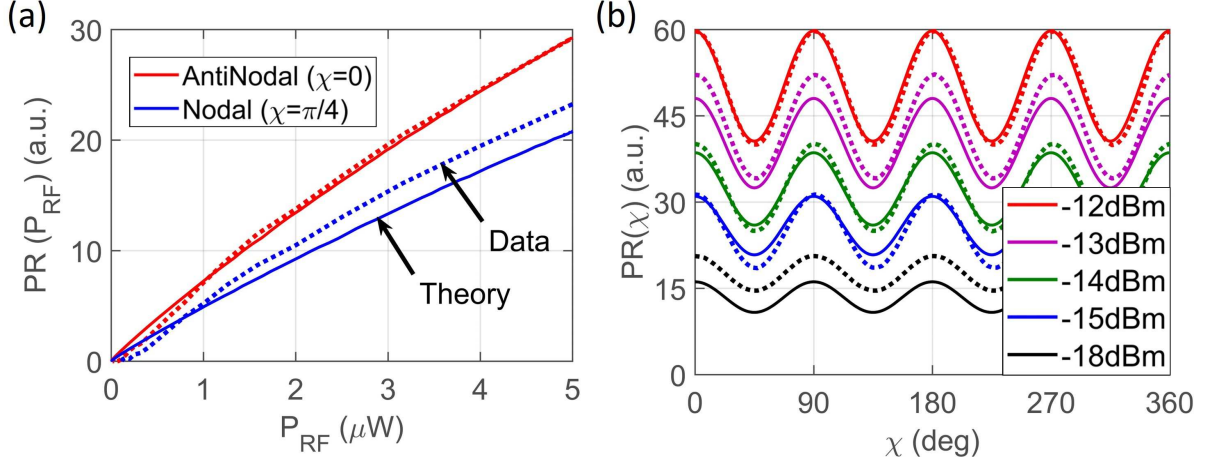 (a)
30
20
10
0
PR (P_RF) (a.u.)
AntiNodal (χ=0)
Nodal (χ=π/4)
Data
Theory
0 1 2 3 4 5
P_RF (μW)
(b)
60
45
30
15
0
PR(χ) (a.u.)
-12dBm
-13dBm
-14dBm
-15dBm
-18dBm
0 90 180 270 360
χ (deg)